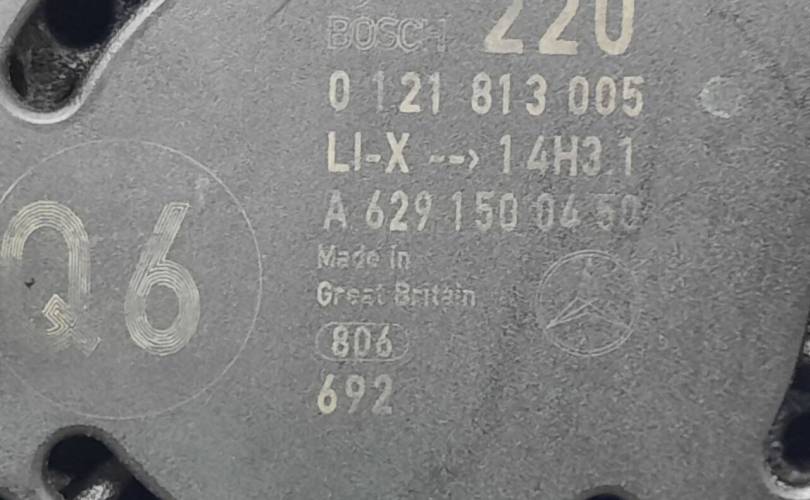 BOSCH 220
0 121 813 005
LI-X --> 14H3.1
A 629 150 04 50
Made in
Great Britain
806
692
Q6